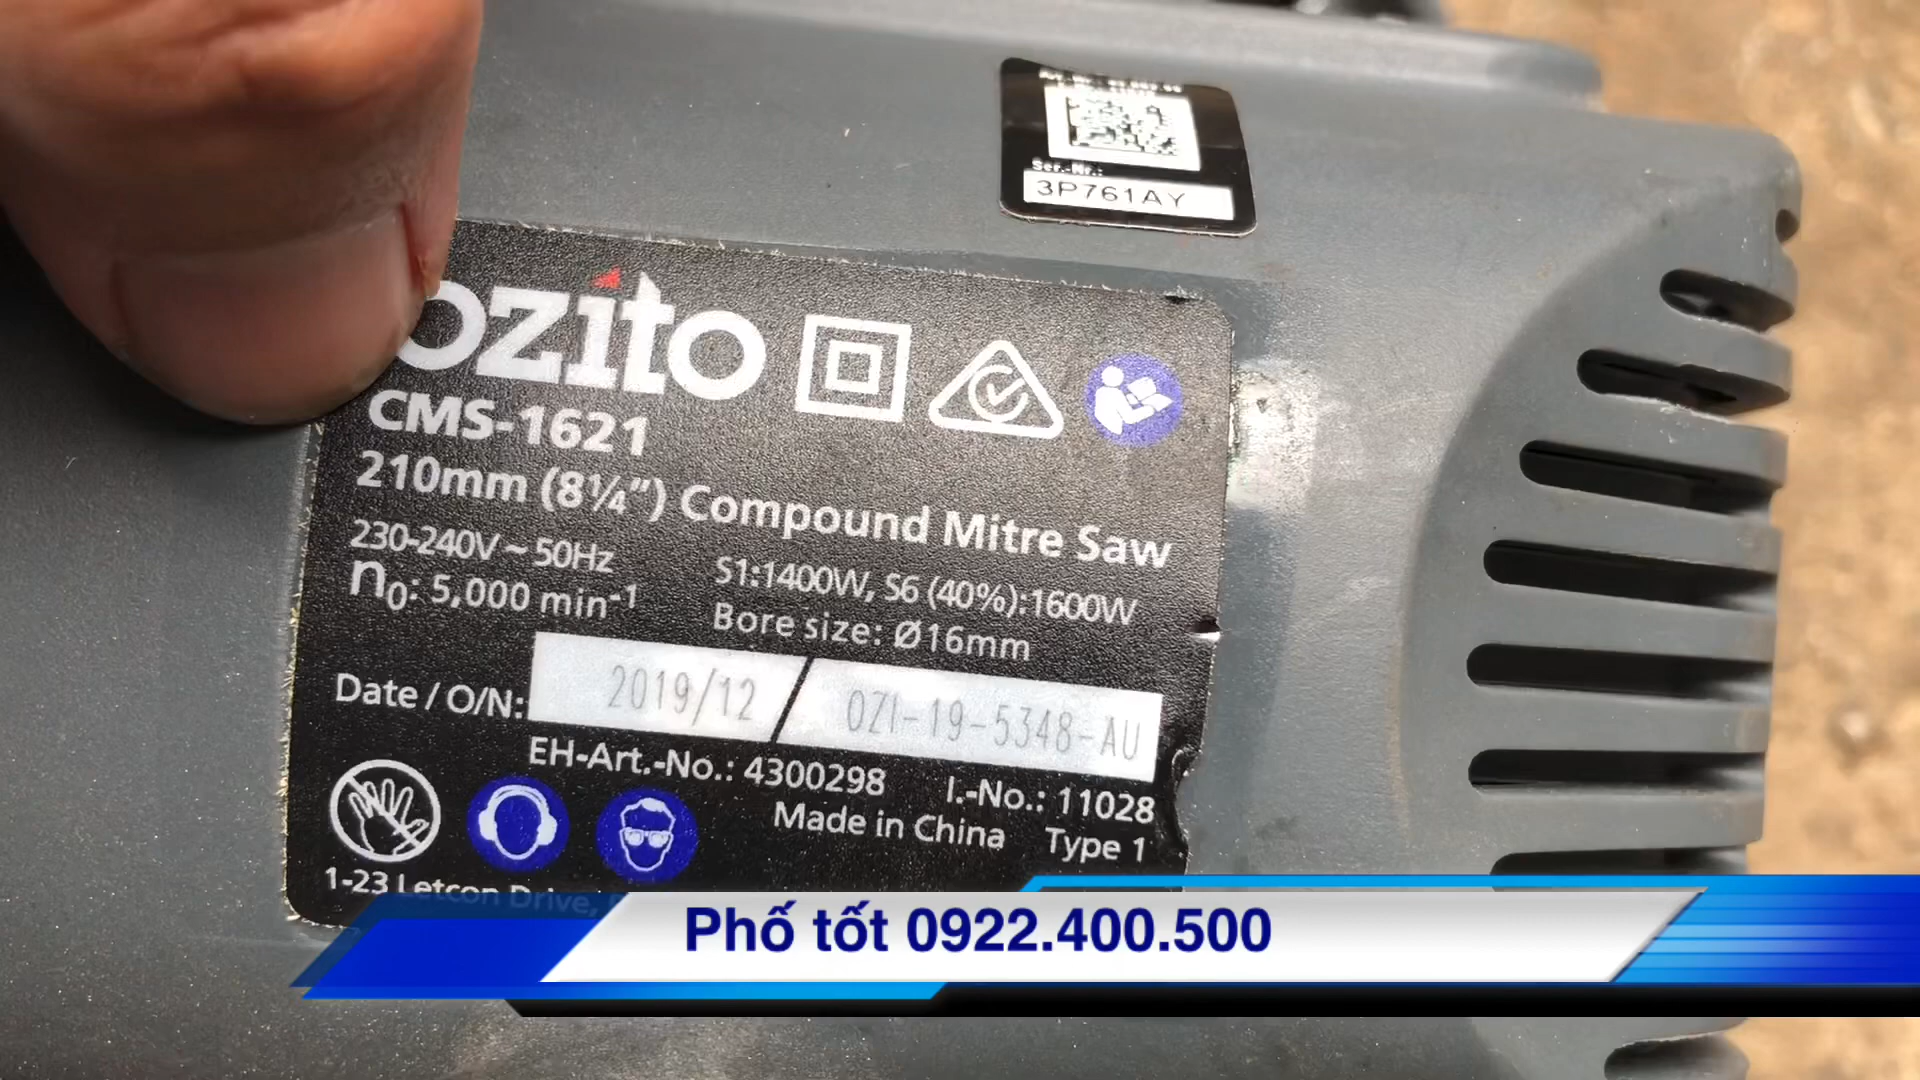 Ser.-Nr.:
3P761AY
ozito
CMS-1621
210mm (8¼") Compound Mitre Saw
230-240V ~ 50Hz
S1:1400W, S6 (40%):1600W
n₀: 5,000 min⁻¹
Bore size: Ø16mm
Date / O/N: 2019/12 / OZI-19-5348-AU
EH-Art.-No.: 4300298 I.-No.: 11028
Made in China Type 1
1-23 Letcon Drive,
Phố tốt 0922.400.500